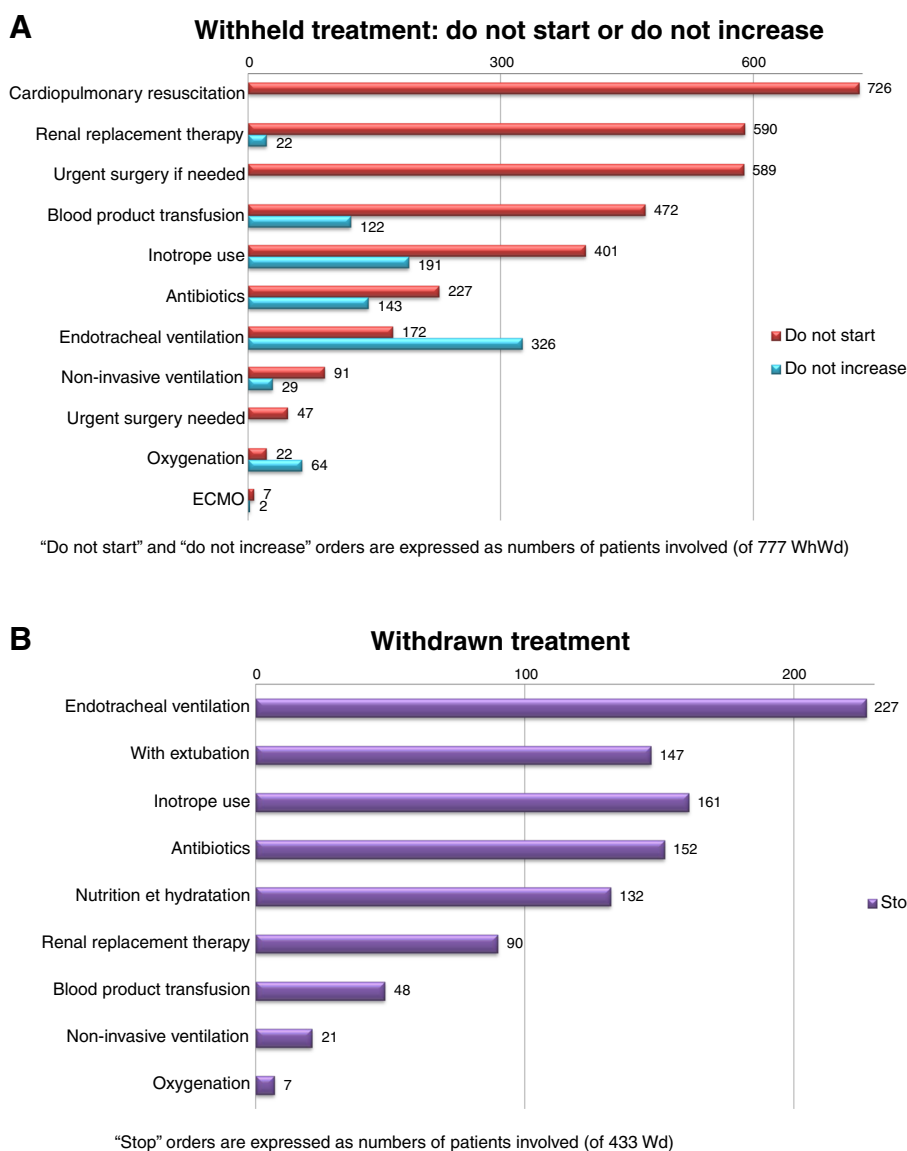 A
Withheld treatment: do not start or do not increase
0 300 600
Cardiopulmonary resuscitation 726
Renal replacement therapy 590
22
Urgent surgery if needed 589
Blood product transfusion 472
122
Inotrope use 401
191
Antibiotics 227
143
Endotracheal ventilation 172
326
Non-invasive ventilation 91
29
Urgent surgery needed 47
Oxygenation 22
64
ECMO 7
2
Do not start
Do not increase
“Do not start” and “do not increase” orders are expressed as numbers of patients involved (of 777 WhWd)
B
Withdrawn treatment
0 100 200
Endotracheal ventilation 227
With extubation 147
Inotrope use 161
Antibiotics 152
Nutrition et hydratation 132
Renal replacement therapy 90
Blood product transfusion 48
Non-invasive ventilation 21
Oxygenation 7
Sto
“Stop” orders are expressed as numbers of patients involved (of 433 Wd)